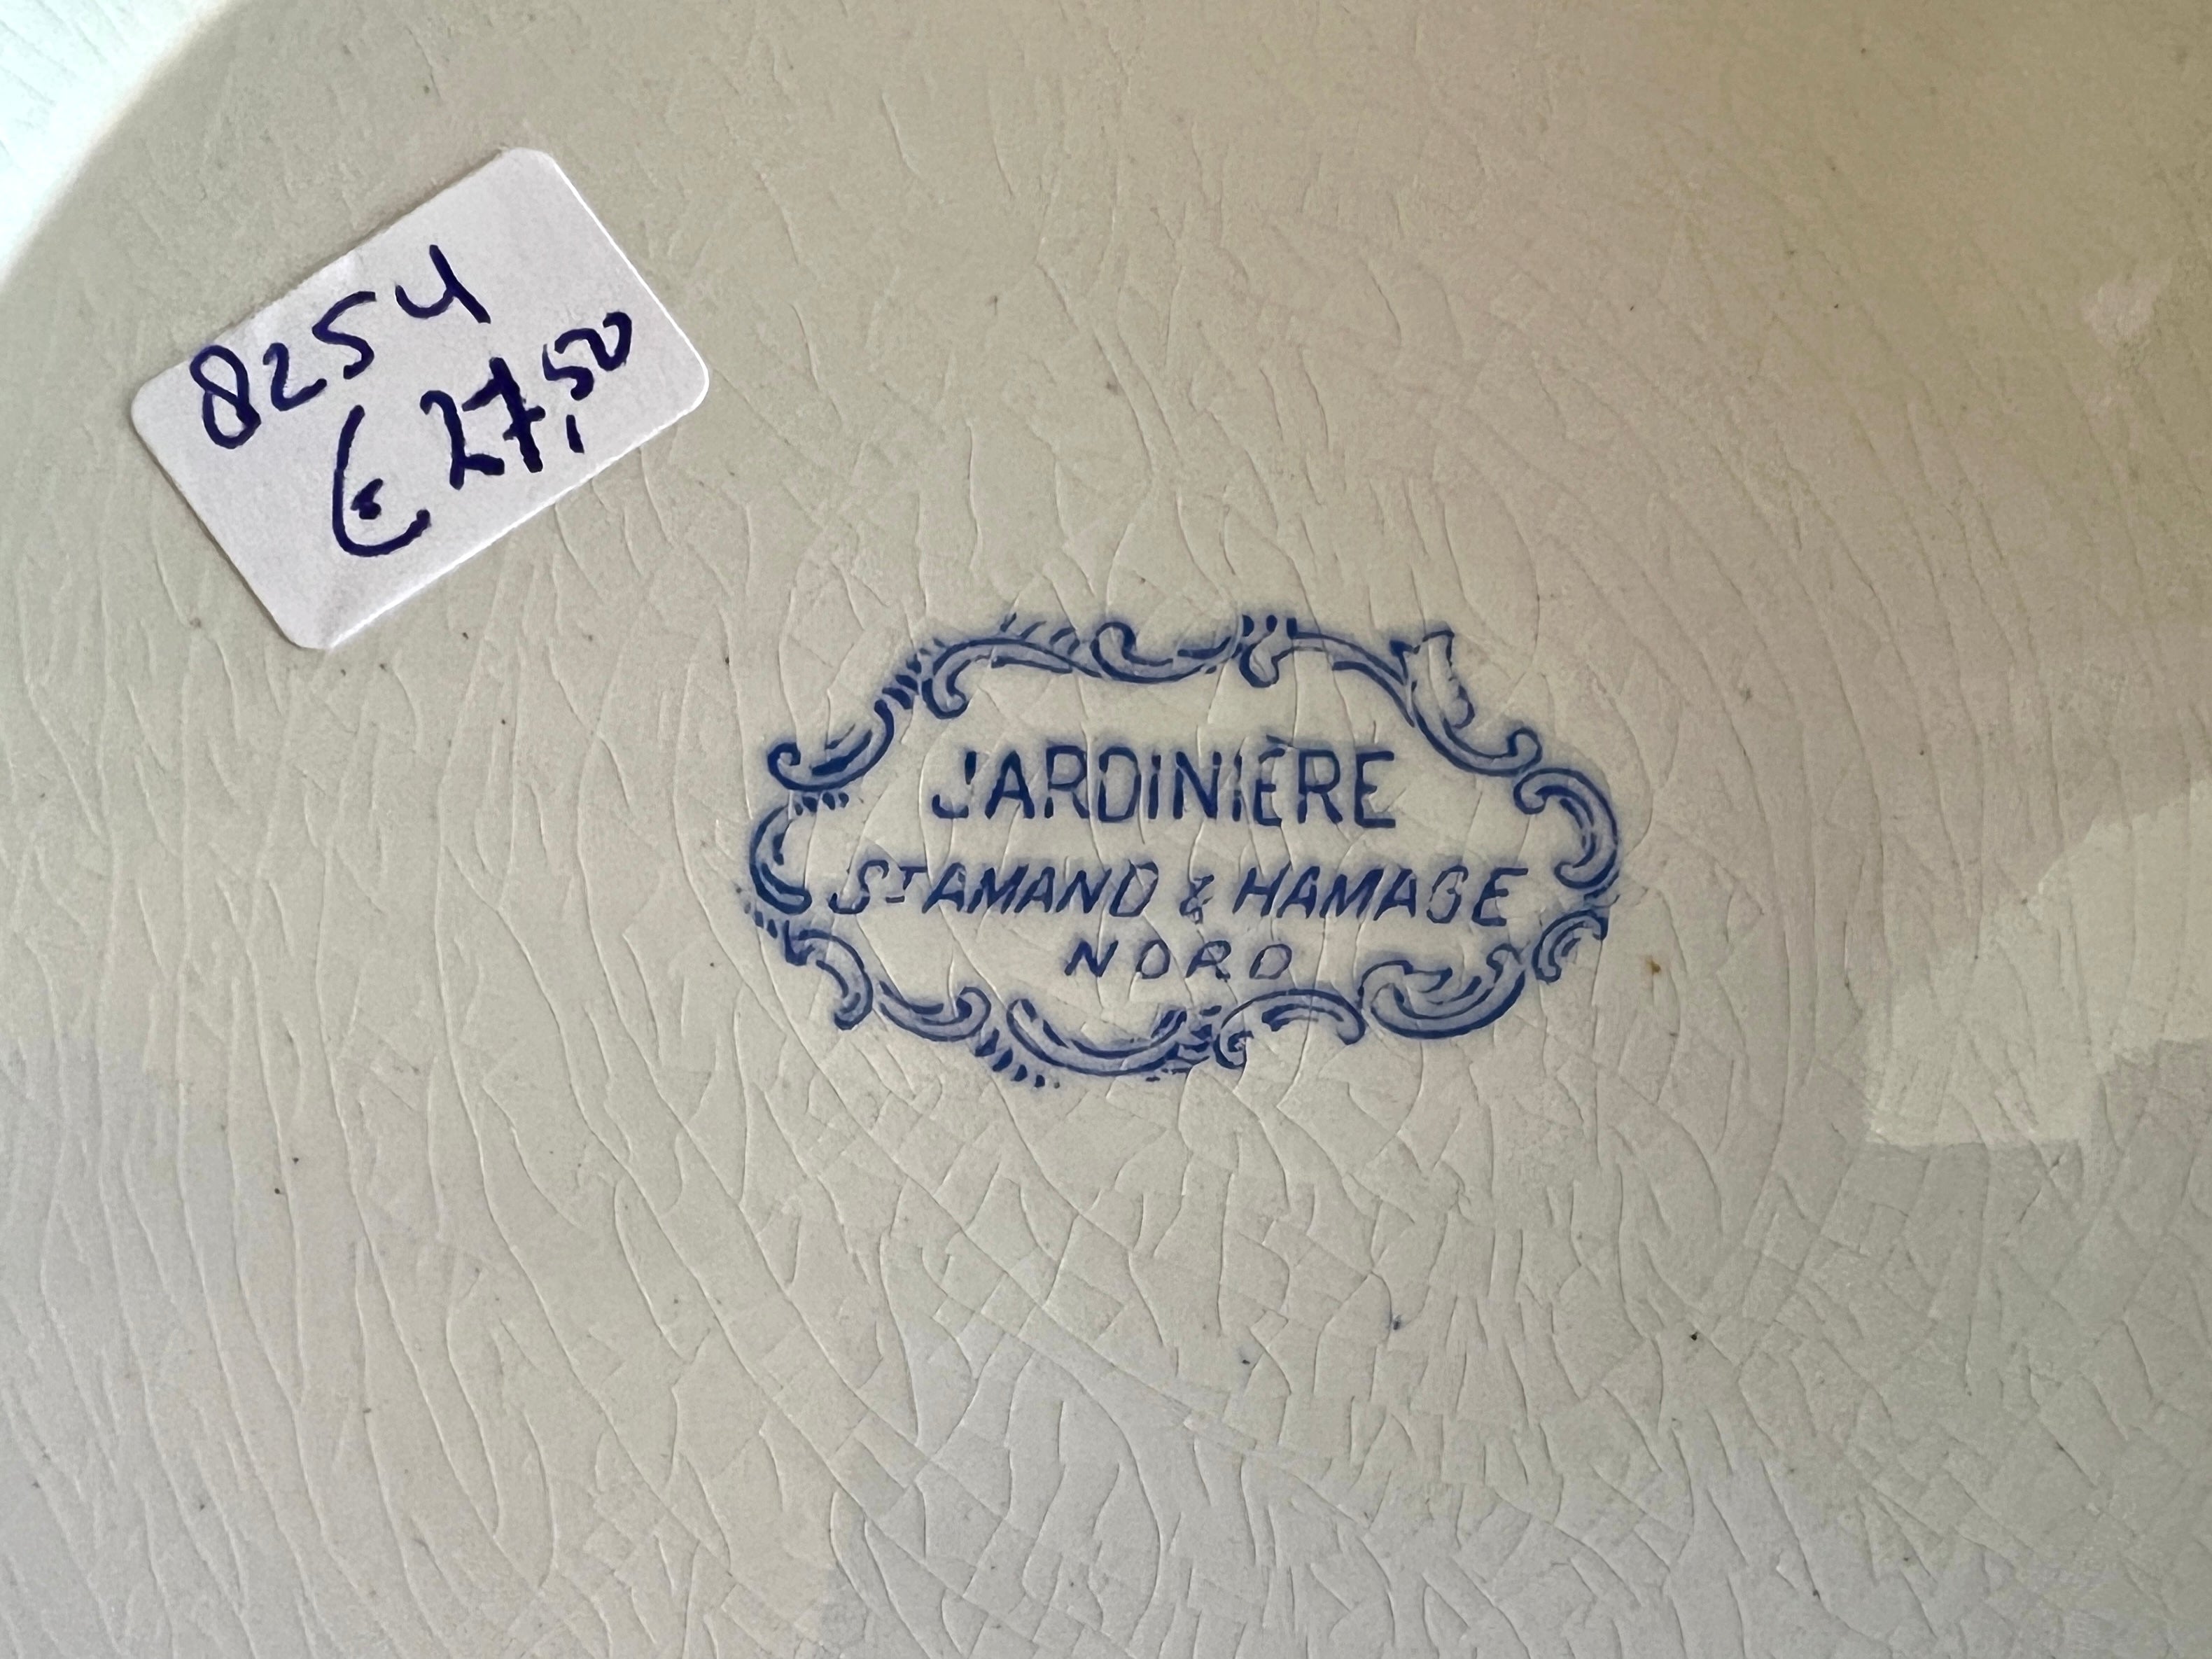 8254
€ 27,50
JARDINIÈRE
ST AMAND & HAMAGE
NORD